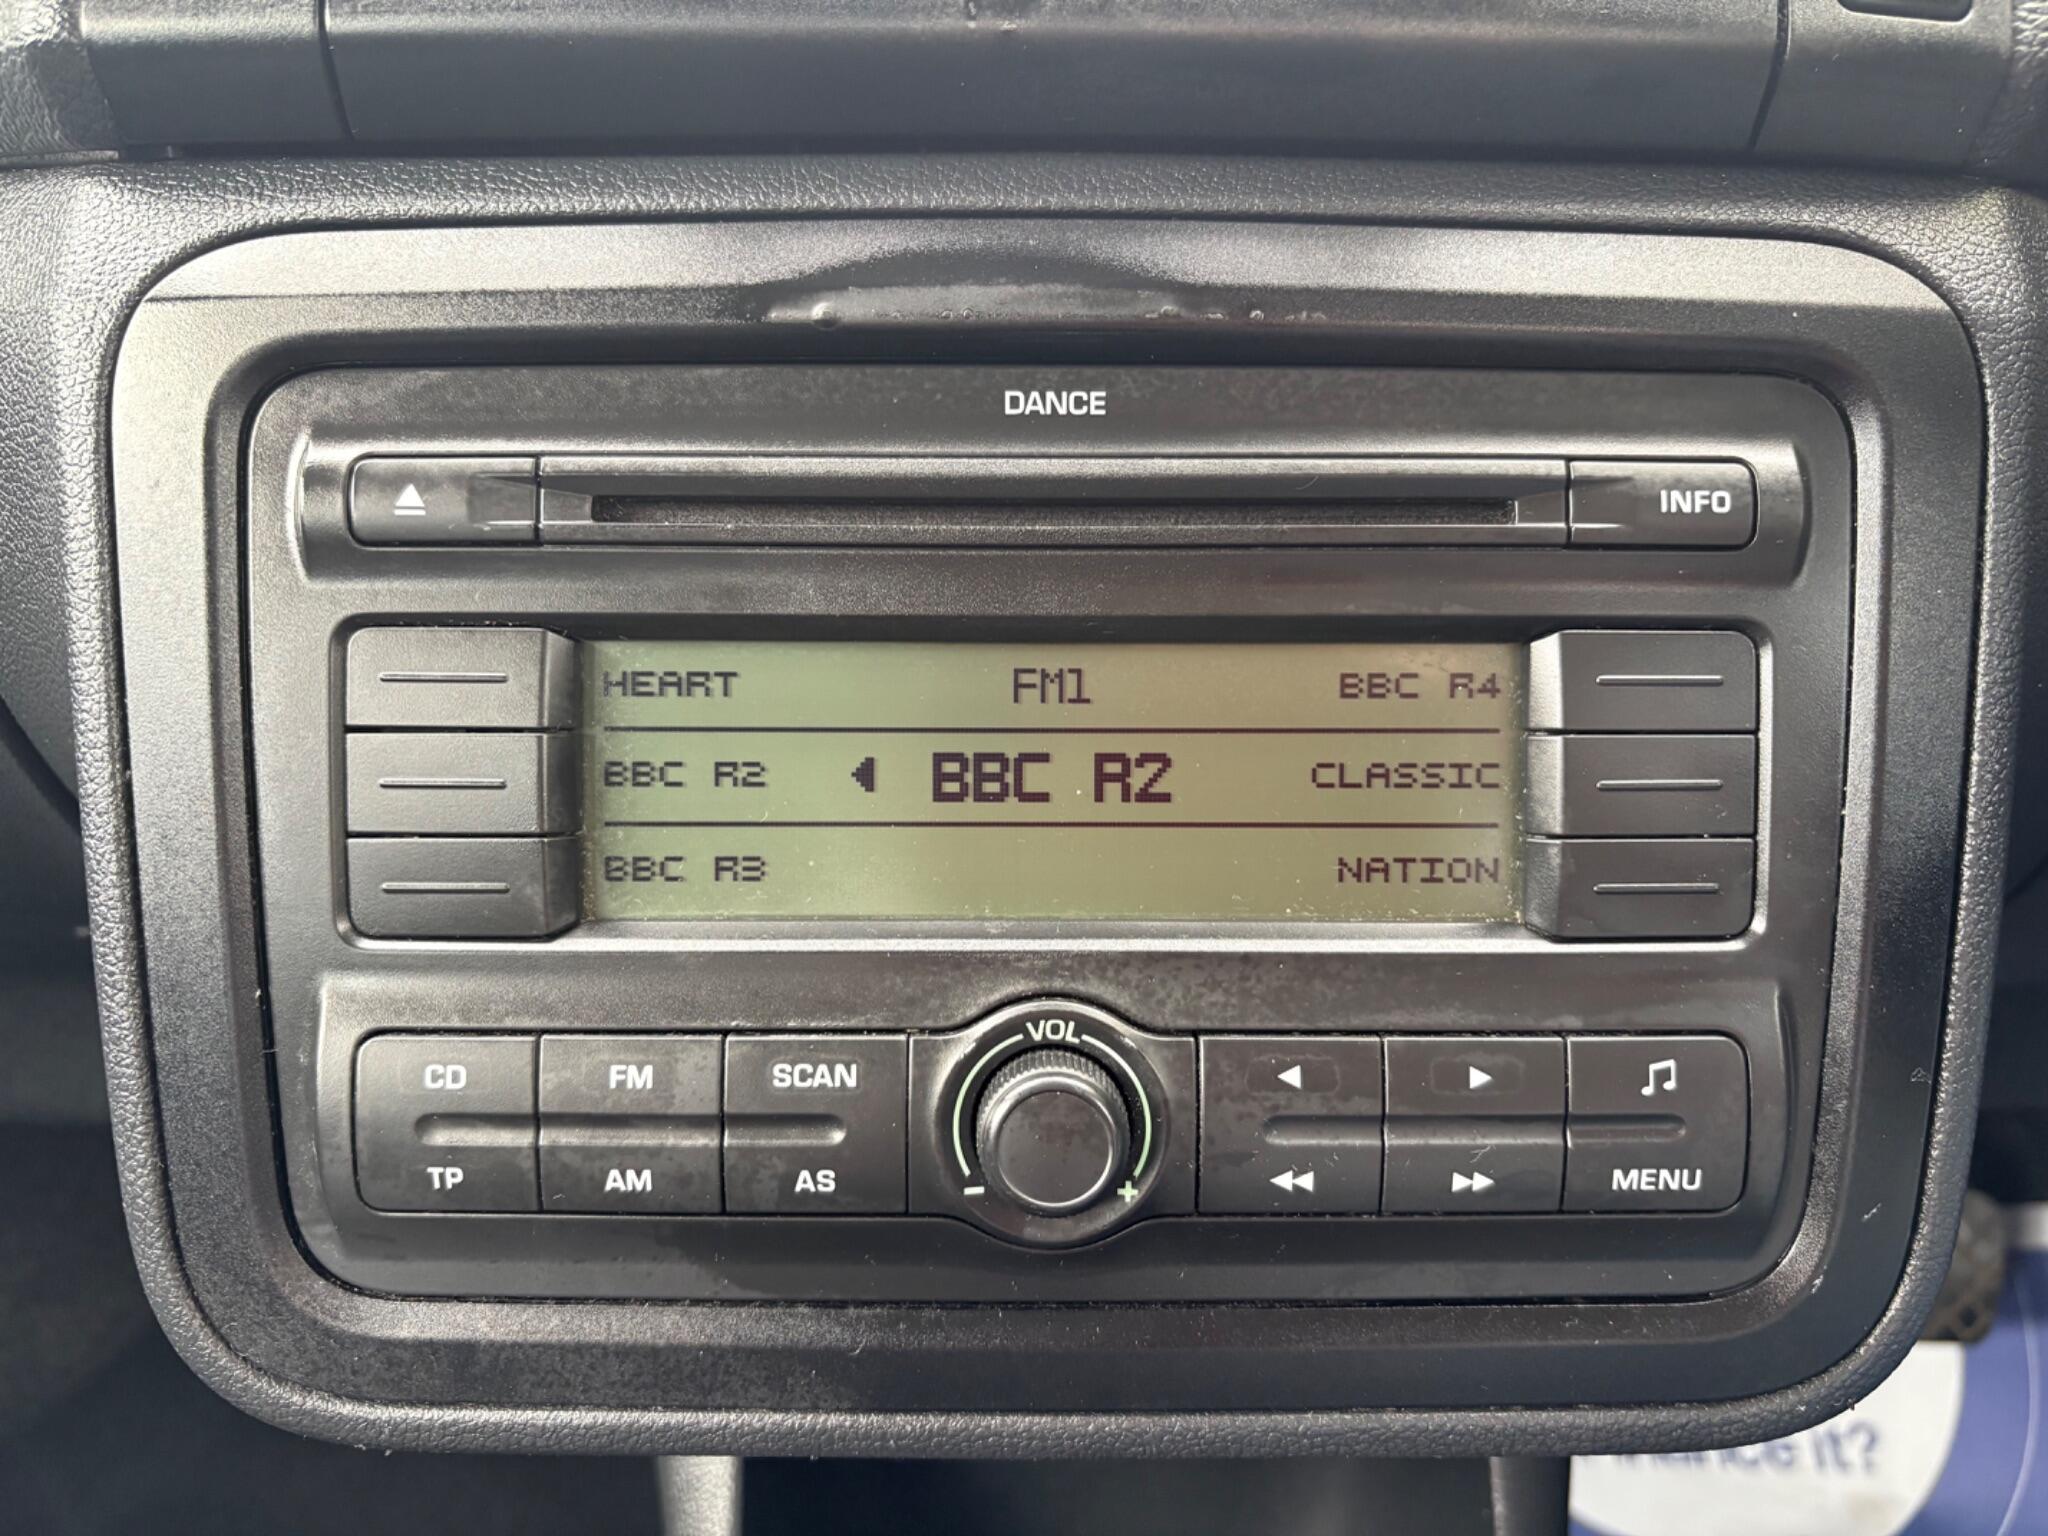 DANCE
INFO
HEART FM1 BBC R4
BBC R2 BBC R2 CLASSIC
BBC R3 NATION
VOL
CD FM SCAN
- +
TP AM AS MENU
it?